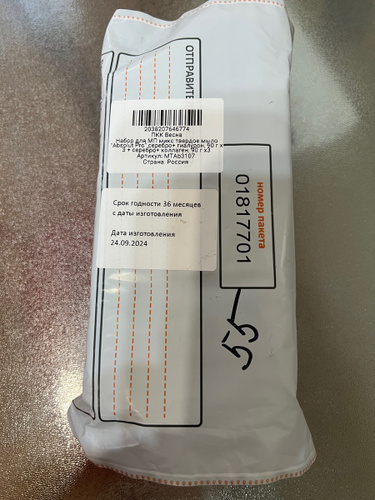 ОТПРАВИТЕ
2038207646774
ПКК Весна
Набор для МП микс твердое мыло
"Absolut Pro" серебро+ гиалурон, 90 г х
3 + серебро+ коллаген, 90 г х3
Артикул: MTAb3107
Страна: Россия
Срок годности 36 месяцев
с даты изготовления
Дата изготовления
24.09.2024
номер пакета
01817701
55